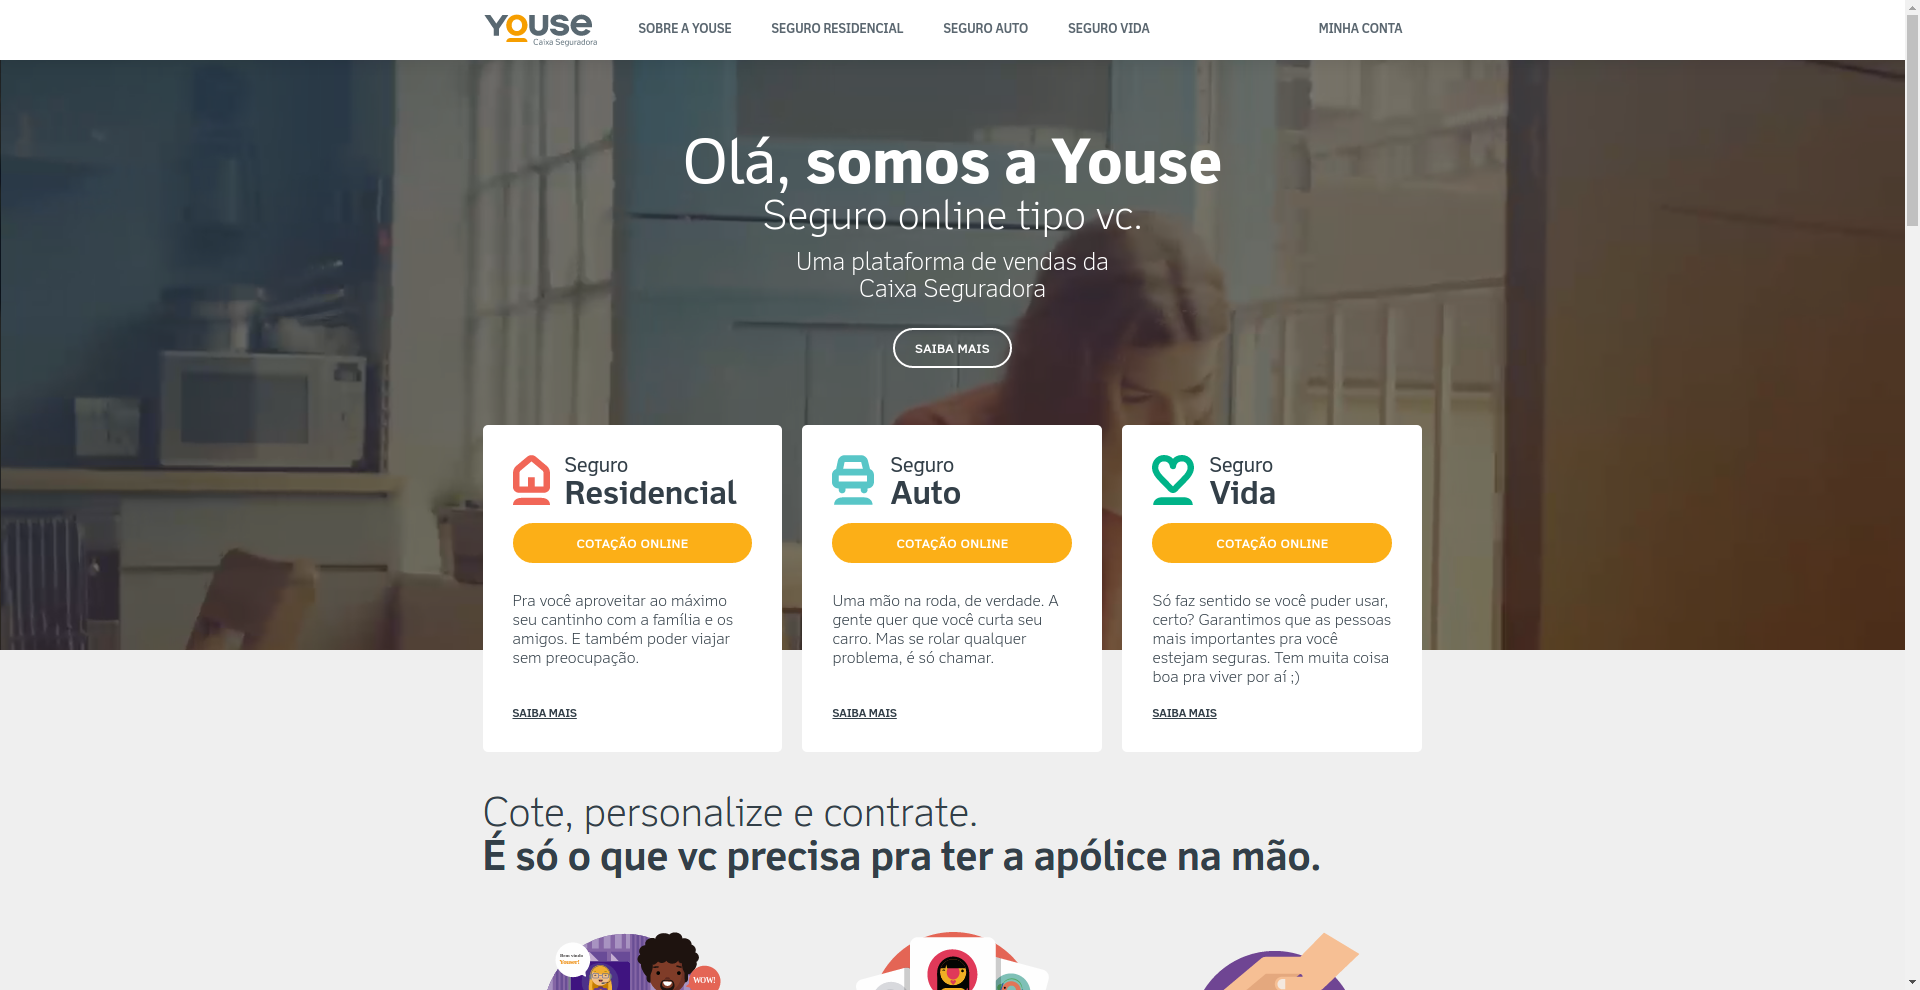 Youse
Caixa Seguradora
SOBRE A YOUSE
SEGURO RESIDENCIAL
SEGURO AUTO
SEGURO VIDA
MINHA CONTA
Olá, somos a Youse
Seguro online tipo vc.
Uma plataforma de vendas da
Caixa Seguradora
SAIBA MAIS
Seguro
Residencial
COTAÇÃO ONLINE
Pra você aproveitar ao máximo
seu cantinho com a família e os
amigos. E também poder viajar
sem preocupação.
SAIBA MAIS
Seguro
Auto
COTAÇÃO ONLINE
Uma mão na roda, de verdade. A
gente quer que você curta seu
carro. Mas se rolar qualquer
problema, é só chamar.
SAIBA MAIS
Seguro
Vida
COTAÇÃO ONLINE
Só faz sentido se você puder usar,
certo? Garantimos que as pessoas
mais importantes pra você
estejam seguras. Tem muita coisa
boa pra viver por aí ;)
SAIBA MAIS
Cote, personalize e contrate.
É só o que vc precisa pra ter a apólice na mão.
Bem vindo
Youser!
WOW!